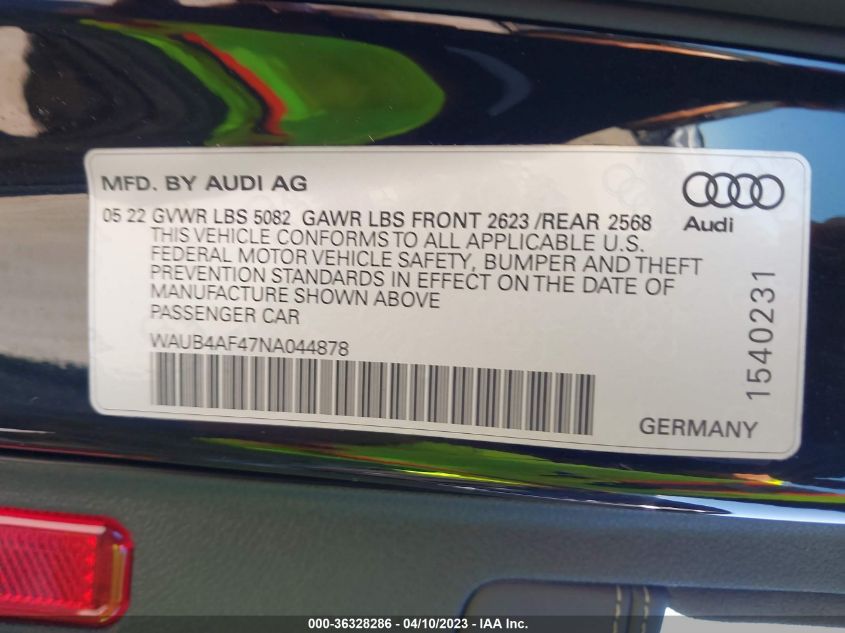 MFD. BY AUDI AG
Audi
05 22 GVWR LBS 5082 GAWR LBS FRONT 2623 /REAR 2568
THIS VEHICLE CONFORMS TO ALL APPLICABLE U.S.
FEDERAL MOTOR VEHICLE SAFETY, BUMPER AND THEFT
PREVENTION STANDARDS IN EFFECT ON THE DATE OF
MANUFACTURE SHOWN ABOVE
PASSENGER CAR
WAUB4AF47NA044878
1540231
GERMANY
000-36328286 - 04/10/2023 - IAA Inc.